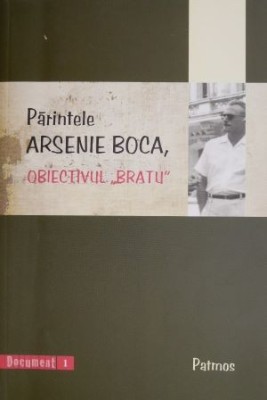 Părintele
ARSENIE BOCA,
OBIECTIVUL „BRATU"
Document 1
Patmos